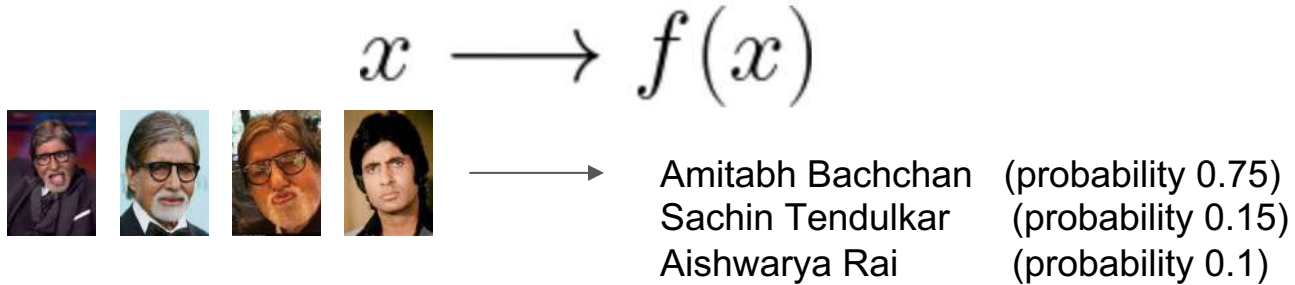 x ⟶ f(x)
Amitabh Bachchan (probability 0.75)
Sachin Tendulkar (probability 0.15)
Aishwarya Rai (probability 0.1)